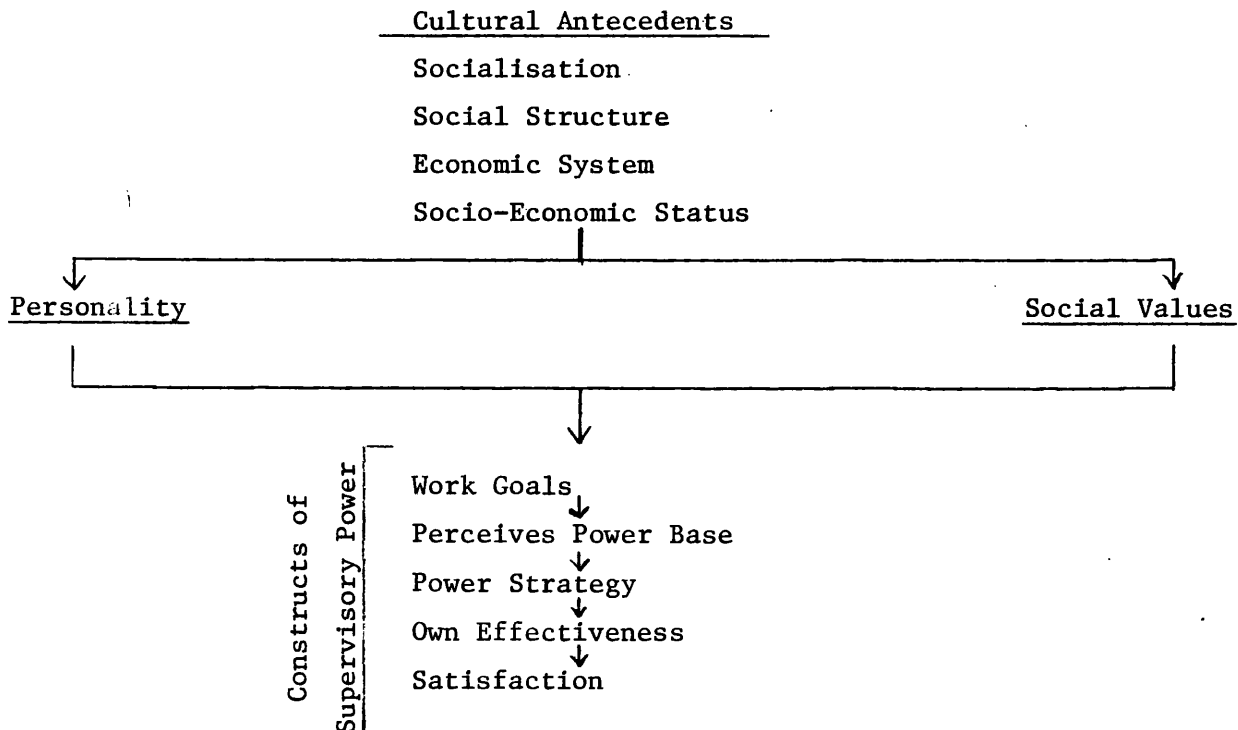 Cultural Antecedents
Socialisation
Social Structure
Economic System
Socio-Economic Status
Personality
Social Values
Constructs of
Supervisory Power
Work Goals
Perceives Power Base
Power Strategy
Own Effectiveness
Satisfaction